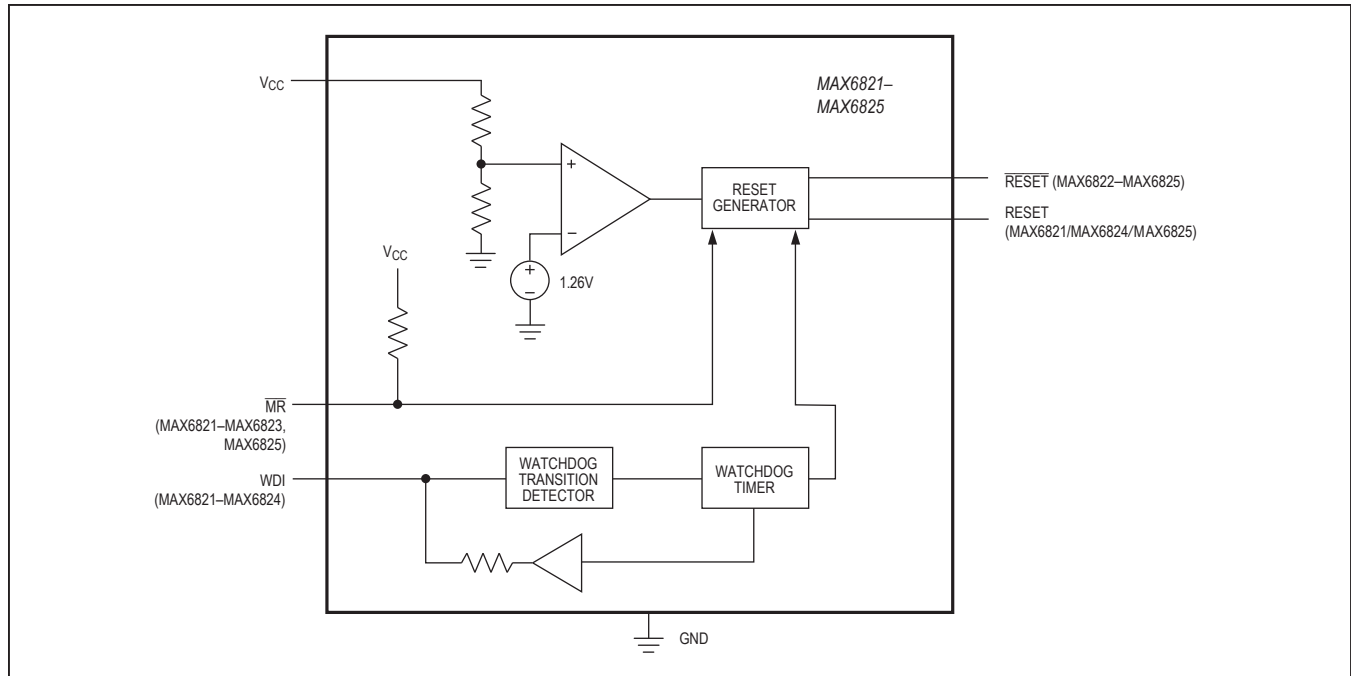 VCC
MAX6821–
MAX6825
+
−
RESET
GENERATOR
RESET (MAX6822–MAX6825)
RESET
(MAX6821/MAX6824/MAX6825)
VCC
+
−
1.26V
MR
(MAX6821–MAX6823,
MAX6825)
WDI
(MAX6821–MAX6824)
WATCHDOG
TRANSITION
DETECTOR
WATCHDOG
TIMER
GND